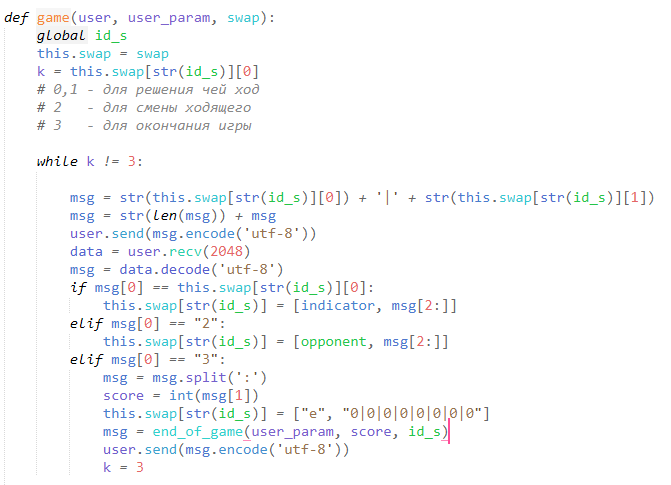 def game(user, user_param, swap):
    global id_s
    this.swap = swap
    k = this.swap[str(id_s)][0]
    # 0,1 - для решения чей ход
    # 2   - для смены ходящего
    # 3   - для окончания игры

    while k != 3:

        msg = str(this.swap[str(id_s)][0]) + '|' + str(this.swap[str(id_s)][1])
        msg = str(len(msg)) + msg
        user.send(msg.encode('utf-8'))
        data = user.recv(2048)
        msg = data.decode('utf-8')
        if msg[0] == this.swap[str(id_s)][0]:
            this.swap[str(id_s)] = [indicator, msg[2:]]
        elif msg[0] == "2":
            this.swap[str(id_s)] = [opponent, msg[2:]]
        elif msg[0] == "3":
            msg = msg.split(':')
            score = int(msg[1])
            this.swap[str(id_s)] = ["e", "0|0|0|0|0|0|0|0"]
            msg = end_of_game(user_param, score, id_s)
            user.send(msg.encode('utf-8'))
            k = 3